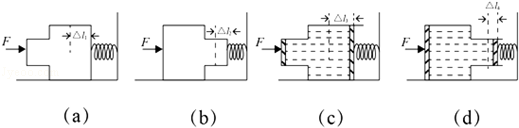 F △l₁ F △l₂ F △l₃ F △l₄
(a) (b) (c) (d)